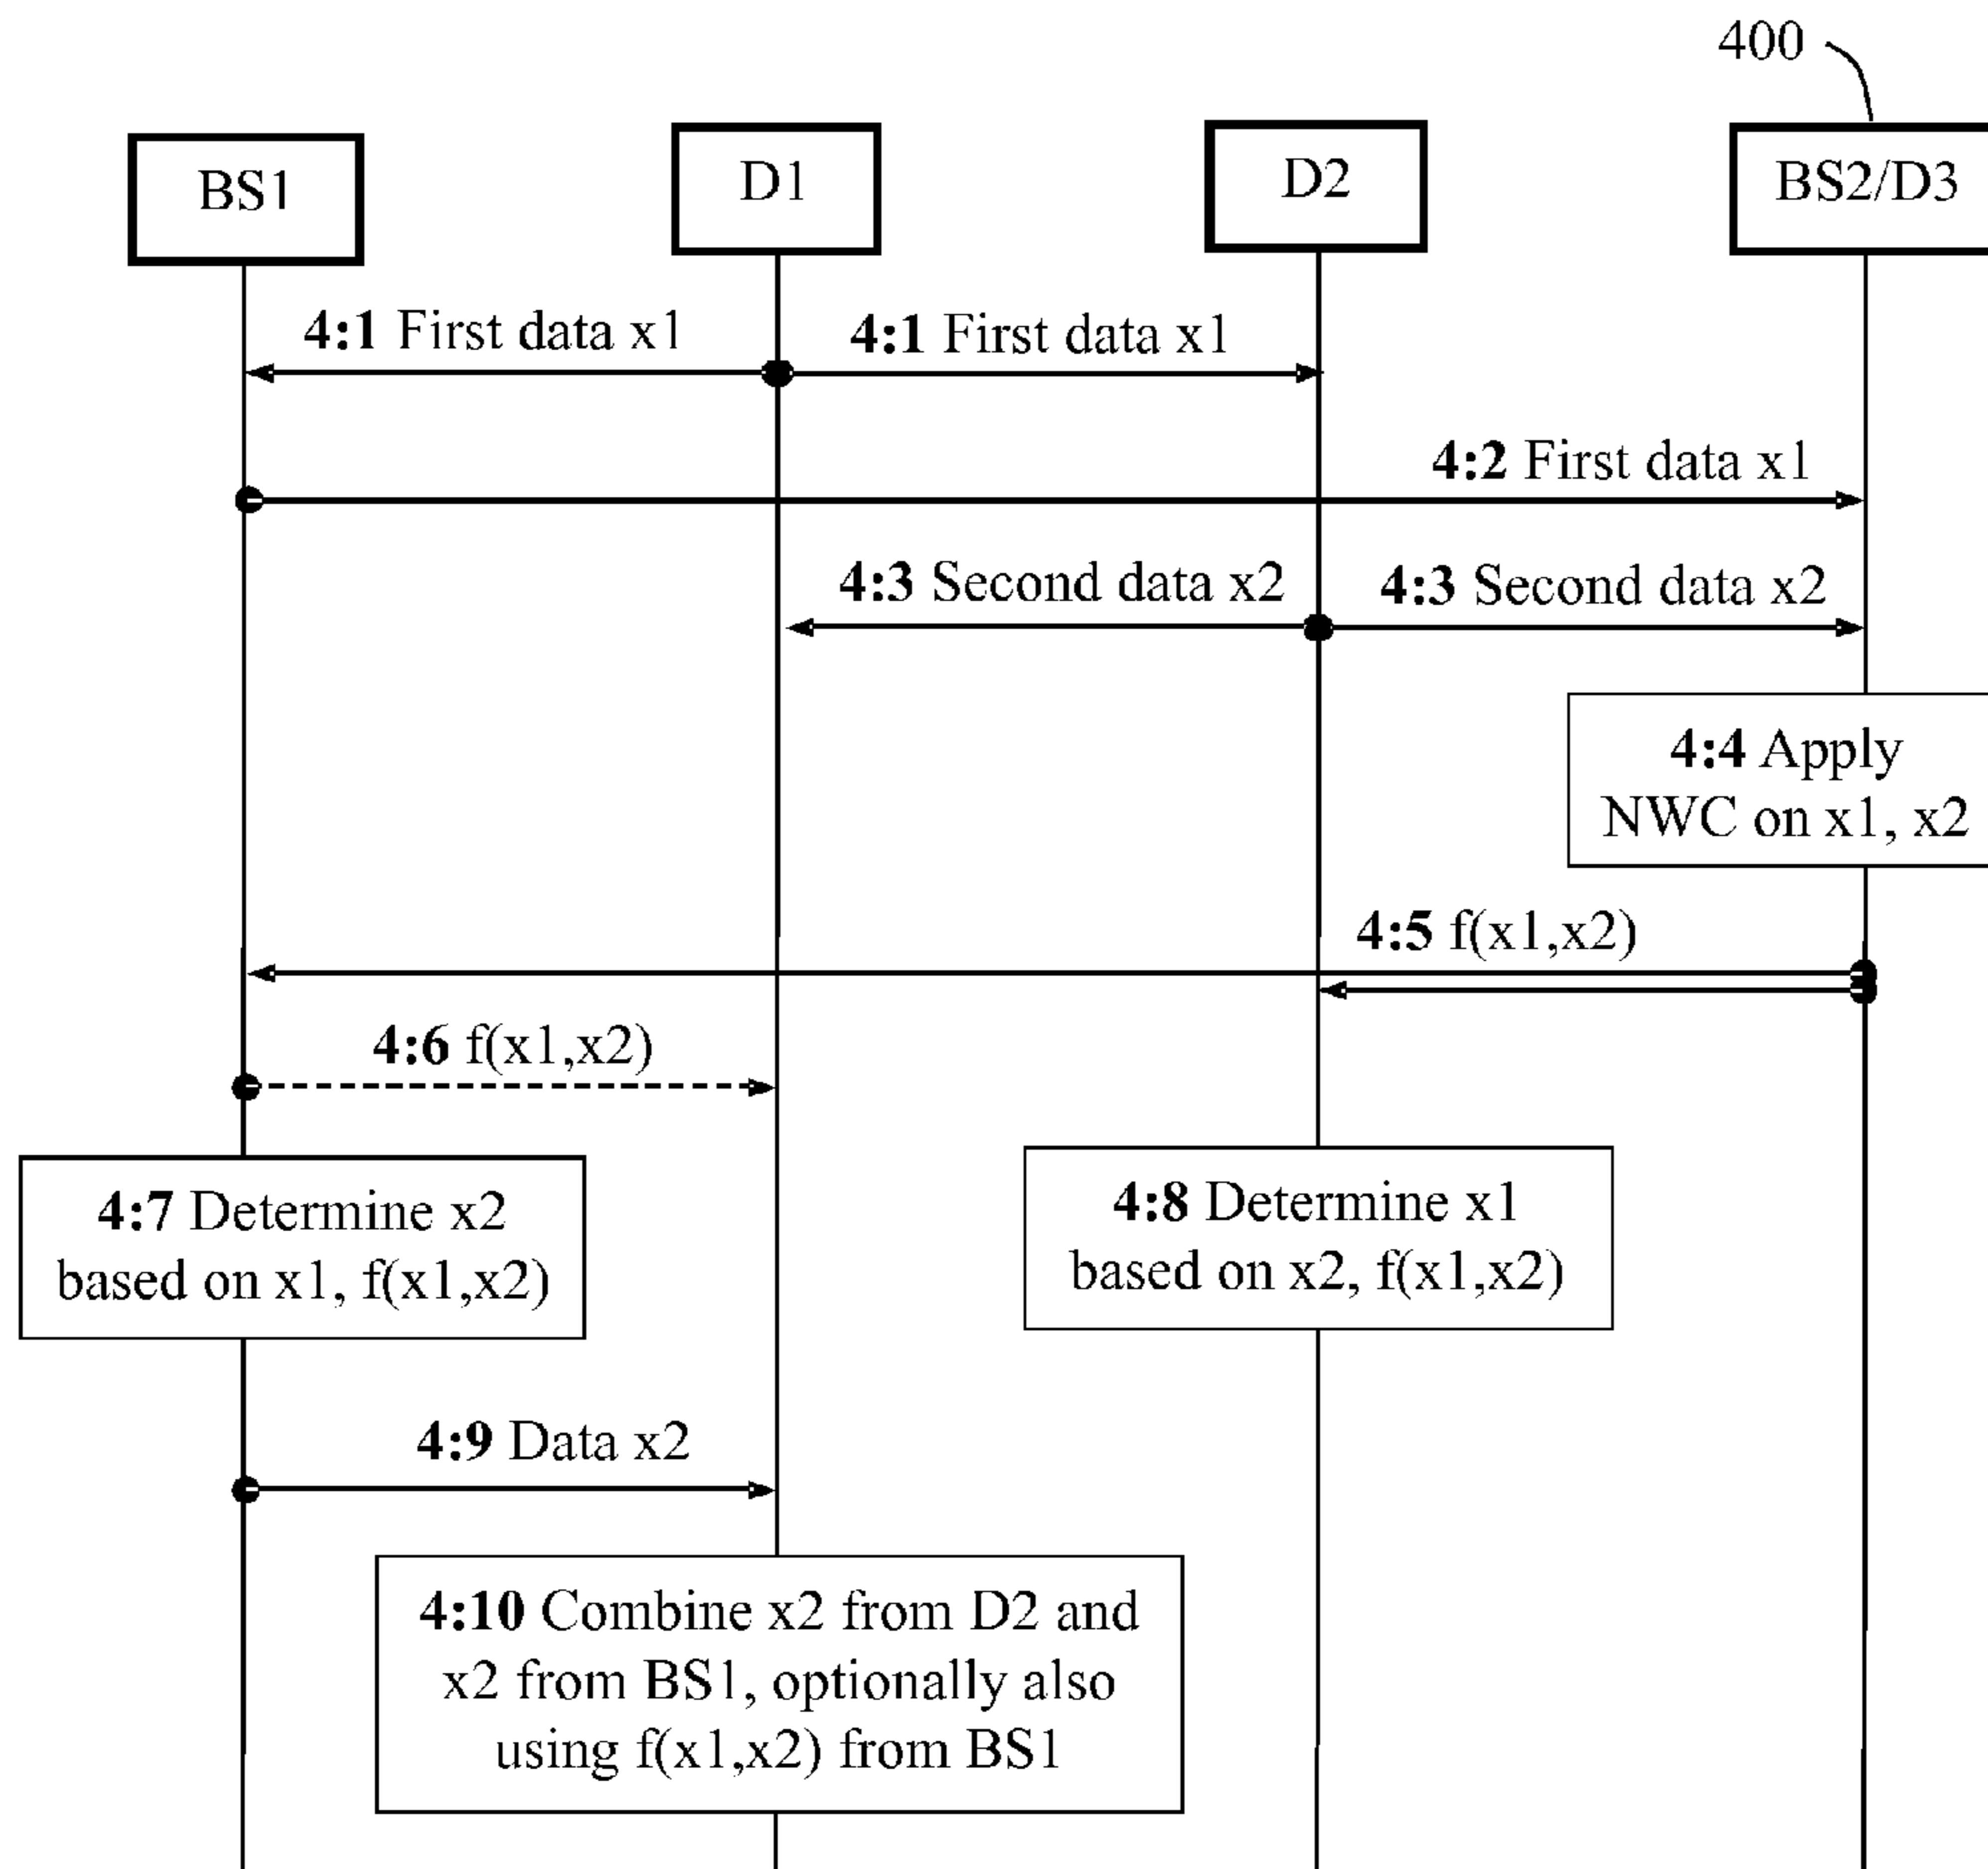 400
BS1
D1
D2
BS2/D3
4:1 First data x1
4:1 First data x1
4:2 First data x1
4:3 Second data x2
4:3 Second data x2
4:4 Apply
NWC on x1, x2
4:5 f(x1,x2)
4:6 f(x1,x2)
4:7 Determine x2
based on x1, f(x1,x2)
4:8 Determine x1
based on x2, f(x1,x2)
4:9 Data x2
4:10 Combine x2 from D2 and
x2 from BS1, optionally also
using f(x1,x2) from BS1